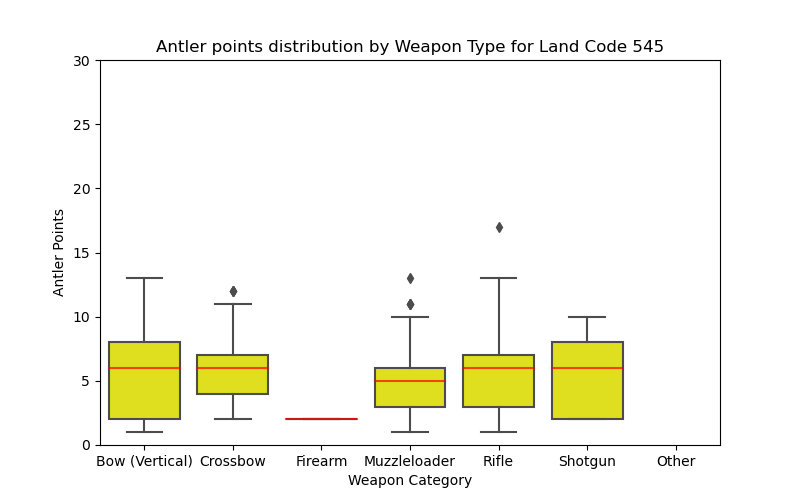 Antler points distribution by Weapon Type for Land Code 545
Antler Points
30
25
20
15
10
5
0
Bow (Vertical) Crossbow Firearm Muzzleloader Rifle Shotgun Other
Weapon Category